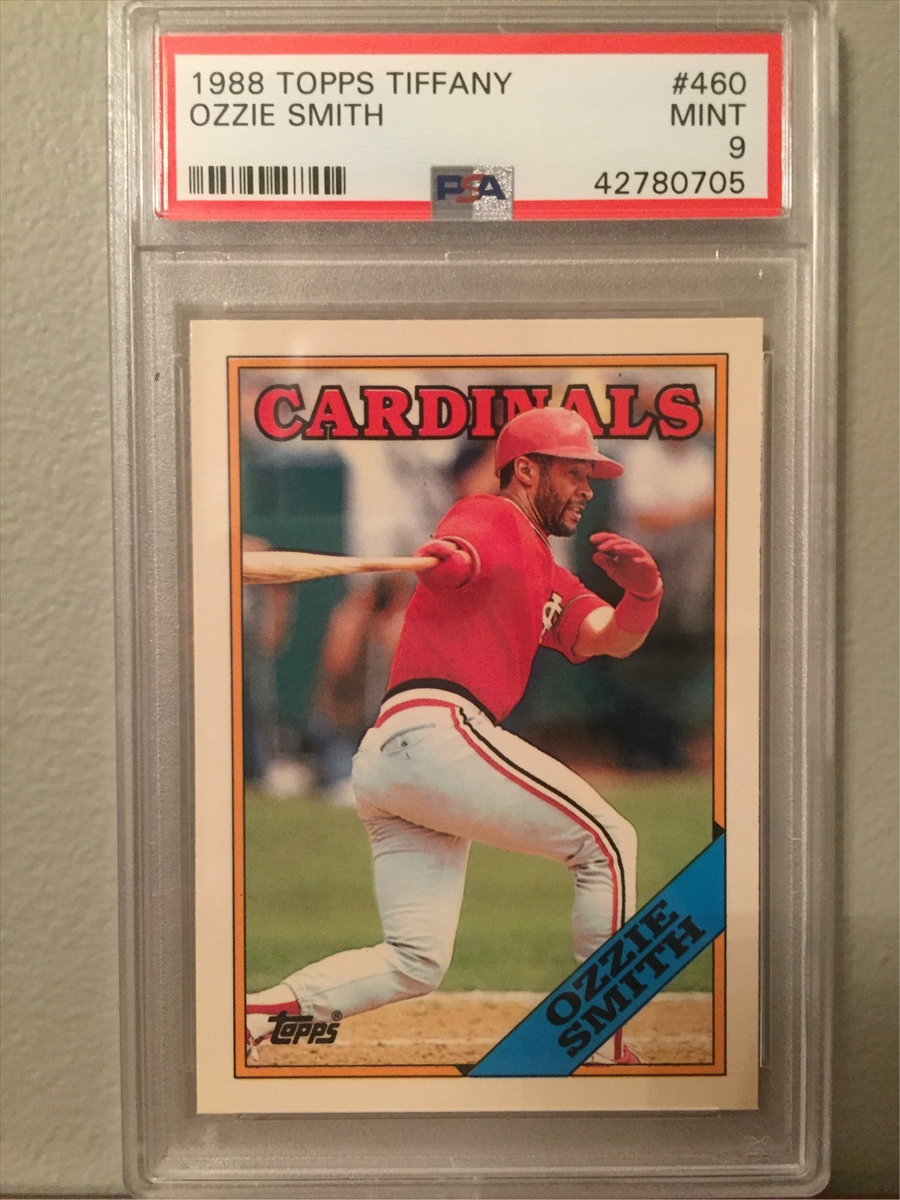 1988 TOPPS TIFFANY #460
OZZIE SMITH MINT
9
PSA 42780705
CARDINALS
OZZIE
SMITH
topps®